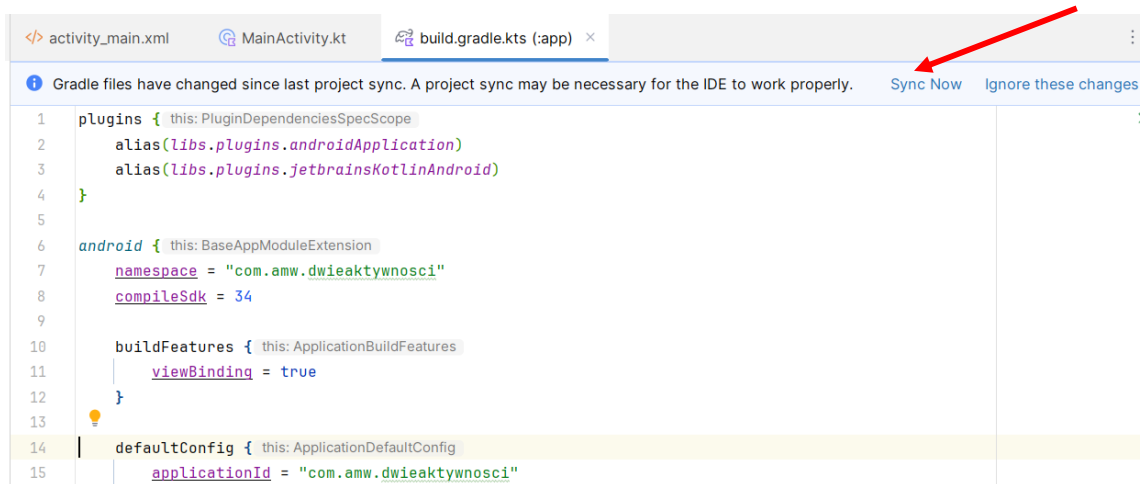 activity_main.xml MainActivity.kt build.gradle.kts (:app)
Gradle files have changed since last project sync. A project sync may be necessary for the IDE to work properly. Sync Now Ignore these changes
1 plugins { this: PluginDependenciesSpecScope
2 alias(libs.plugins.androidApplication)
3 alias(libs.plugins.jetbrainsKotlinAndroid)
4 }
5
6 android { this: BaseAppModuleExtension
7 namespace = "com.amw.dwieaktywnosci"
8 compileSdk = 34
9
10 buildFeatures { this: ApplicationBuildFeatures
11 viewBinding = true
12 }
13
14 defaultConfig { this: ApplicationDefaultConfig
15 applicationId = "com.amw.dwieaktywnosci"